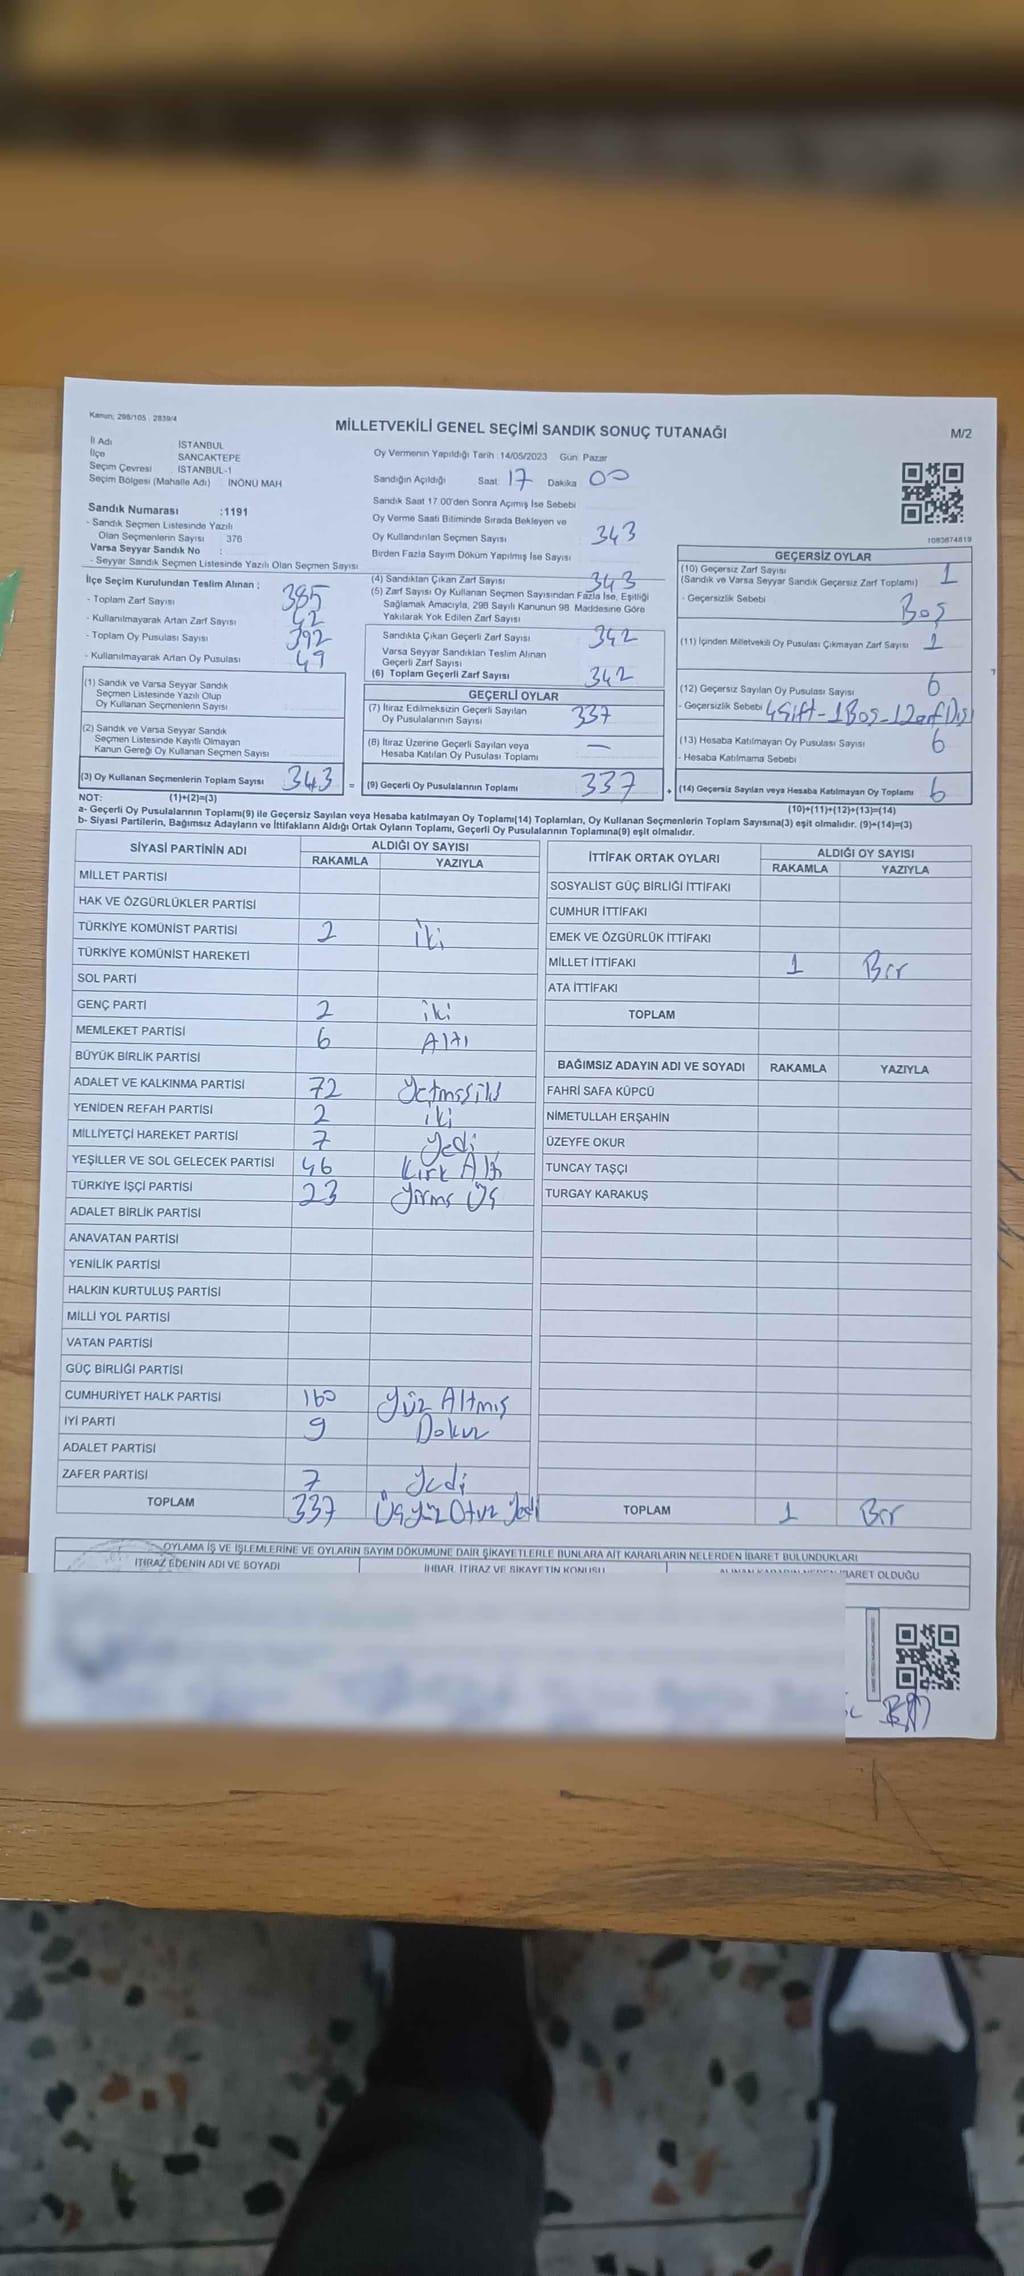 Kanun; 298/105 , 2839/4
MİLLETVEKİLİ GENEL SEÇİMİ SANDIK SONUÇ TUTANAĞI
M/2
İl Adı İSTANBUL
İlçe SANCAKTEPE
Seçim Çevresi İSTANBUL-1
Seçim Bölgesi (Mahalle Adı) İNÖNÜ MAH
Sandık Numarası :1191
- Sandık Seçmen Listesinde Yazılı
Olan Seçmenlerin Sayısı 376
Varsa Seyyar Sandık No :
- Seyyar Sandık Seçmen Listesinde Yazılı Olan Seçmen Sayısı
Oy Vermenin Yapıldığı Tarih :14/05/2023 Gün: Pazar
Sandığın Açıldığı Saat: 17 Dakika 00
Sandık Saat 17.00'den Sonra Açımış İse Sebebi
Oy Verme Saati Bitiminde Sırada Bekleyen ve
Oy Kullandırılan Seçmen Sayısı 343
Birden Fazla Sayım Döküm Yapılmış İse Sayısı
1083674819
İlçe Seçim Kurulundan Teslim Alınan :
- Toplam Zarf Sayısı 385
- Kullanılmayarak Artan Zarf Sayısı 42
- Toplam Oy Pusulası Sayısı 392
- Kullanılmayarak Artan Oy Pusulası 49
(1) Sandık ve Varsa Seyyar Sandık
Seçmen Listesinde Yazılı Olup
Oy Kullanan Seçmenlerin Sayısı
(2) Sandık ve Varsa Seyyar Sandık
Seçmen Listesinde Kayıtlı Olmayan
Kanun Gereği Oy Kullanan Seçmen Sayısı
(3) Oy Kullanan Seçmenlerin Toplam Sayısı 343 =
(4) Sandıktan Çıkan Zarf Sayısı 343
(5) Zarf Sayısı Oy Kullanan Seçmen Sayısından Fazla İse, Eşitliği
Sağlamak Amacıyla, 298 Sayılı Kanunun 98. Maddesine Göre
Yakılarak Yok Edilen Zarf Sayısı
Sandıkta Çıkan Geçerli Zarf Sayısı 342
Varsa Seyyar Sandıktan Teslim Alınan
Geçerli Zarf Sayısı
(6) Toplam Geçerli Zarf Sayısı 342
GEÇERLİ OYLAR
(7) İtiraz Edilmeksizin Geçerli Sayılan
Oy Pusulalarının Sayısı 337
(8) İtiraz Üzerine Geçerli Sayılan veya
Hesaba Katılan Oy Pusulası Toplamı —
(9) Geçerli Oy Pusulalarının Toplamı 337 +
GEÇERSİZ OYLAR
(10) Geçersiz Zarf Sayısı 1
(Sandık ve Varsa Seyyar Sandık Geçersiz Zarf Toplamı)
- Geçersizlik Sebebi Boş
(11) İçinden Milletvekili Oy Pusulası Çıkmayan Zarf Sayısı 1
(12) Geçersiz Sayılan Oy Pusulası Sayısı 6
- Geçersizlik Sebebi 4 Çift - 1 Boş - 1 Zarf Dışı
(13) Hesaba Katılmayan Oy Pusulası Sayısı 6
- Hesaba Katılmama Sebebi
(14) Geçersiz Sayılan veya Hesaba Katılmayan Oy Toplamı 6
NOT: (1)+(2)=(3)
(10)+(11)+(12)+(13)=(14)
a- Geçerli Oy Pusulalarının Toplamı(9) ile Geçersiz Sayılan veya Hesaba katılmayan Oy Toplamı(14) Toplamları, Oy Kullanan Seçmenlerin Toplam Sayısına(3) eşit olmalıdır. (9)+(14)=(3)
b- Siyasi Partilerin, Bağımsız Adayların ve İttifakların Aldığı Ortak Oyların Toplamı, Geçerli Oy Pusulalarının Toplamına(9) eşit olmalıdır.
SİYASİ PARTİNİN ADI ALDIĞI OY SAYISI
RAKAMLA YAZIYLA
MİLLET PARTİSİ
HAK VE ÖZGÜRLÜKLER PARTİSİ
TÜRKİYE KOMÜNİST PARTİSİ 2 İki
TÜRKİYE KOMÜNİST HAREKETİ
SOL PARTİ
GENÇ PARTİ 2 iki
MEMLEKET PARTİSİ 6 Altı
BÜYÜK BİRLİK PARTİSİ
ADALET VE KALKINMA PARTİSİ 72 Yetmişiki
YENİDEN REFAH PARTİSİ 2 iki
MİLLİYETÇİ HAREKET PARTİSİ 7 Yedi
YEŞİLLER VE SOL GELECEK PARTİSİ 46 Kırk Altı
TÜRKİYE İŞÇİ PARTİSİ 23 Yirmi Üç
ADALET BİRLİK PARTİSİ
ANAVATAN PARTİSİ
YENİLİK PARTİSİ
HALKIN KURTULUŞ PARTİSİ
MİLLİ YOL PARTİSİ
VATAN PARTİSİ
GÜÇ BİRLİĞİ PARTİSİ
CUMHURİYET HALK PARTİSİ 160 Yüz Altmış
İYİ PARTİ 9 Dokuz
ADALET PARTİSİ
ZAFER PARTİSİ 7 Yedi
TOPLAM 337 Üçyüz Otuz Yedi
İTTİFAK ORTAK OYLARI ALDIĞI OY SAYISI
RAKAMLA YAZIYLA
SOSYALİST GÜÇ BİRLİĞİ İTTİFAKI
CUMHUR İTTİFAKI
EMEK VE ÖZGÜRLÜK İTTİFAKI
MİLLET İTTİFAKI 1 Bir
ATA İTTİFAKI
TOPLAM
BAĞIMSIZ ADAYIN ADI VE SOYADI RAKAMLA YAZIYLA
FAHRİ SAFA KÜPCÜ
NİMETULLAH ERŞAHİN
ÜZEYFE OKUR
TUNCAY TAŞÇI
TURGAY KARAKUŞ
TOPLAM 1 Bir
OYLAMA İŞ VE İŞLEMLERİNE VE OYLARIN SAYIM DÖKÜMÜNE DAİR ŞİKAYETLERLE BUNLARA AİT KARARLARIN NELERDEN İBARET BULUNDUKLARI
İTİRAZ EDENİN ADI VE SOYADI İHBAR, İTİRAZ VE ŞİKAYETİN KONUSU